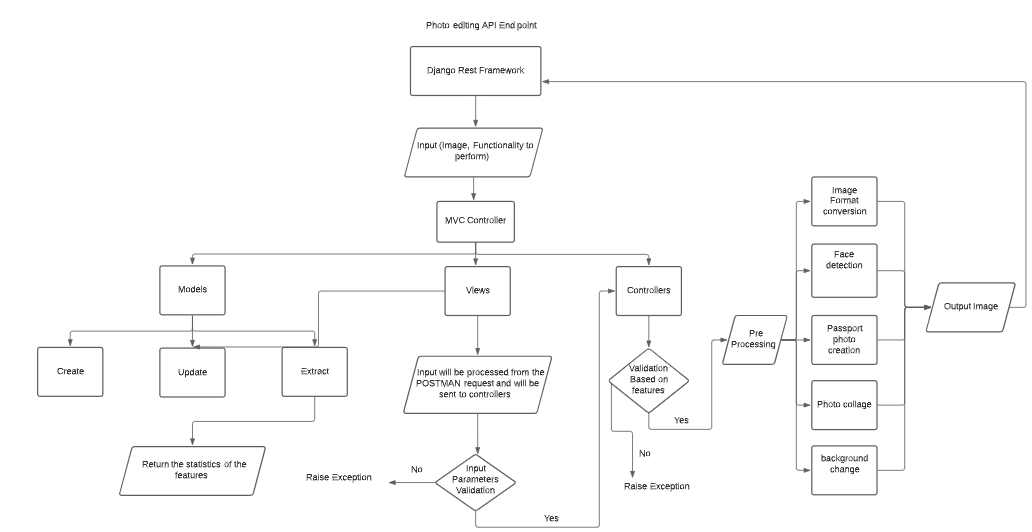 Photo editing API End point
Django Rest Framework
Input (Image, Functionality to
perform)
MVC Controller
Models
Views
Controllers
Create
Update
Extract
Return the statistics of the
features
Input will be processed from the
POSTMAN request and will be
sent to controllers
Input
Parameters
Validation
No
Raise Exception
Yes
Validation
Based on
features
Yes
No
Raise Exception
Pre
Processing
Image
Format
conversion
Face
detection
Passport
photo
creation
Photo collage
background
change
Output Image